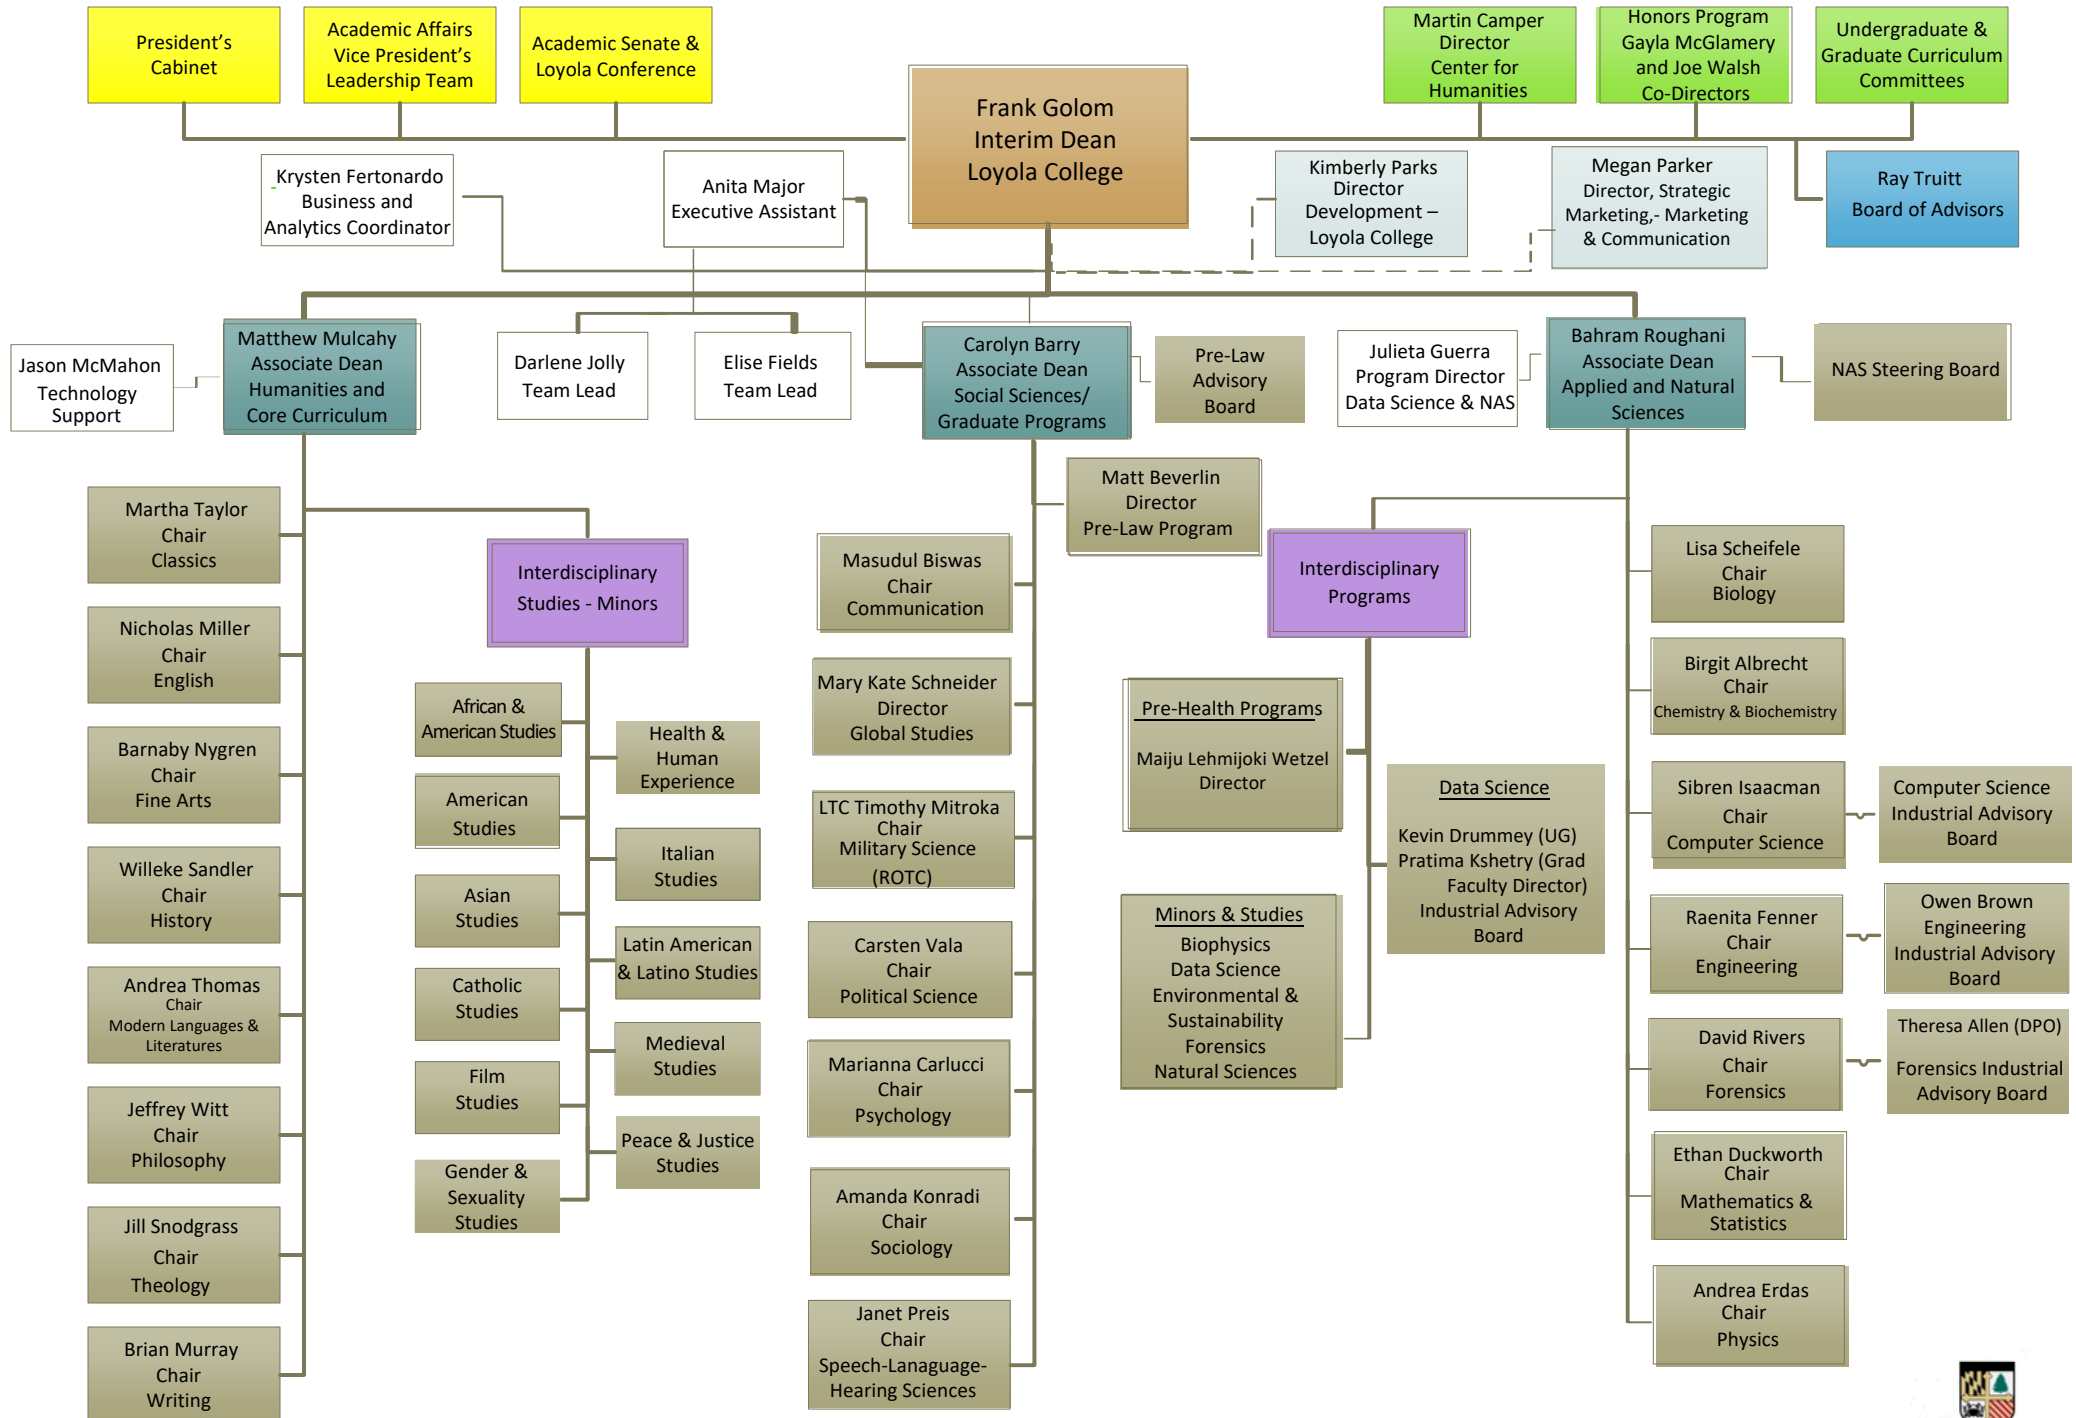 President's
Cabinet
Academic Affairs
Vice President's
Leadership Team
Academic Senate &
Loyola Conference
Frank Golom
Interim Dean
Loyola College
Martin Camper
Director
Center for
Humanities
Honors Program
Gayla McGlamery
and Joe Walsh
Co-Directors
Undergraduate &
Graduate Curriculum
Committees
Krysten Fertonardo
Business and
Analytics Coordinator
Anita Major
Executive Assistant
Kimberly Parks
Director
Development –
Loyola College
Megan Parker
Director, Strategic
Marketing,- Marketing
& Communication
Ray Truitt
Board of Advisors
Jason McMahon
Technology
Support
Matthew Mulcahy
Associate Dean
Humanities and
Core Curriculum
Darlene Jolly
Team Lead
Elise Fields
Team Lead
Carolyn Barry
Associate Dean
Social Sciences/
Graduate Programs
Pre-Law
Advisory
Board
Julieta Guerra
Program Director
Data Science & NAS
Bahram Roughani
Associate Dean
Applied and Natural
Sciences
NAS Steering Board
Martha Taylor
Chair
Classics
Nicholas Miller
Chair
English
Barnaby Nygren
Chair
Fine Arts
Willeke Sandler
Chair
History
Andrea Thomas
Chair
Modern Languages &
Literatures
Jeffrey Witt
Chair
Philosophy
Jill Snodgrass
Chair
Theology
Brian Murray
Chair
Writing
Interdisciplinary
Studies - Minors
African &
American Studies
American
Studies
Asian
Studies
Catholic
Studies
Film
Studies
Gender &
Sexuality
Studies
Health &
Human
Experience
Italian
Studies
Latin American
& Latino Studies
Medieval
Studies
Peace & Justice
Studies
Matt Beverlin
Director
Pre-Law Program
Masudul Biswas
Chair
Communication
Mary Kate Schneider
Director
Global Studies
LTC Timothy Mitroka
Chair
Military Science
(ROTC)
Carsten Vala
Chair
Political Science
Marianna Carlucci
Chair
Psychology
Amanda Konradi
Chair
Sociology
Janet Preis
Chair
Speech-Lanaguage-
Hearing Sciences
Interdisciplinary
Programs
Pre-Health Programs
Maiju Lehmijoki Wetzel
Director
Data Science
Kevin Drummey (UG)
Pratima Kshetry (Grad
Faculty Director)
Industrial Advisory
Board
Minors & Studies
Biophysics
Data Science
Environmental &
Sustainability
Forensics
Natural Sciences
Lisa Scheifele
Chair
Biology
Birgit Albrecht
Chair
Chemistry & Biochemistry
Sibren Isaacman
Chair
Computer Science
Computer Science
Industrial Advisory
Board
Raenita Fenner
Chair
Engineering
Owen Brown
Engineering
Industrial Advisory
Board
David Rivers
Chair
Forensics
Theresa Allen (DPO)
Forensics Industrial
Advisory Board
Ethan Duckworth
Chair
Mathematics &
Statistics
Andrea Erdas
Chair
Physics